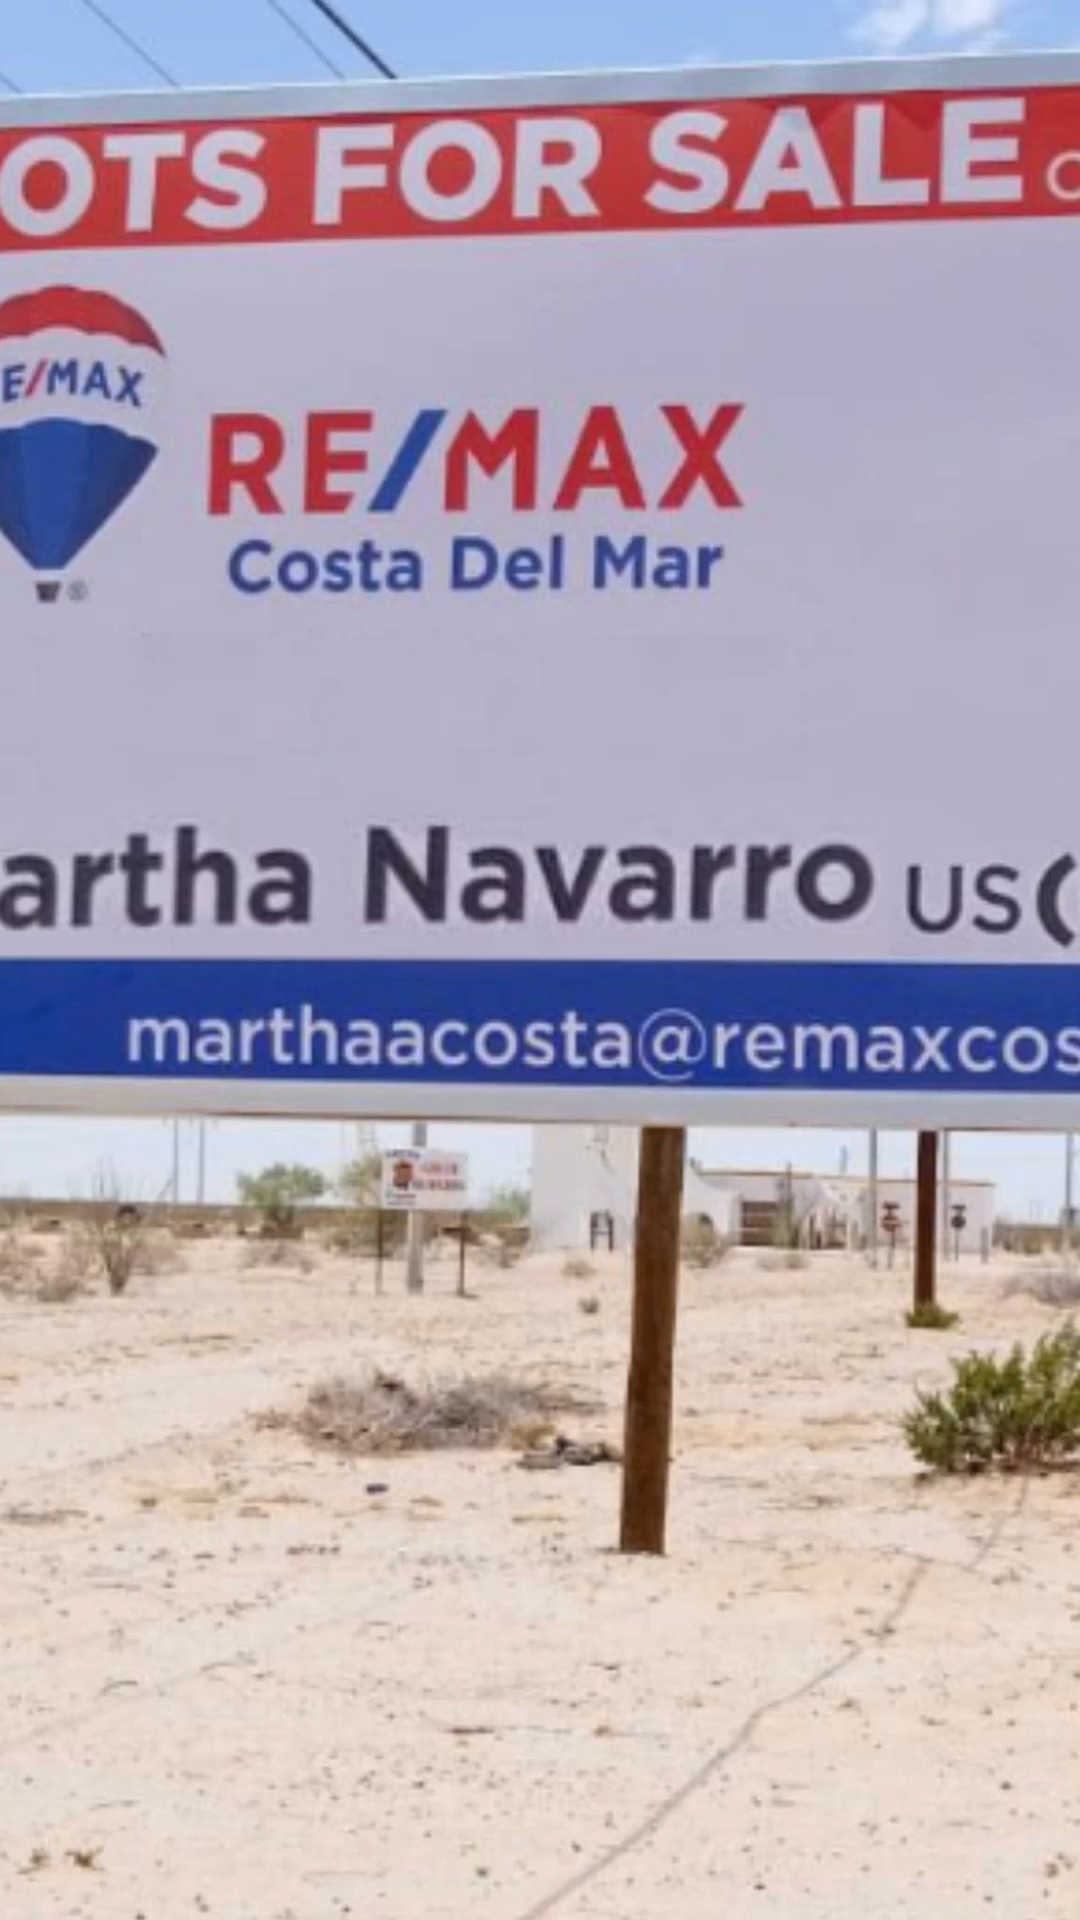 OTS FOR SALE
E/MAX
RE/MAX
Costa Del Mar
®
artha Navarro US(
marthaacosta@remaxcos